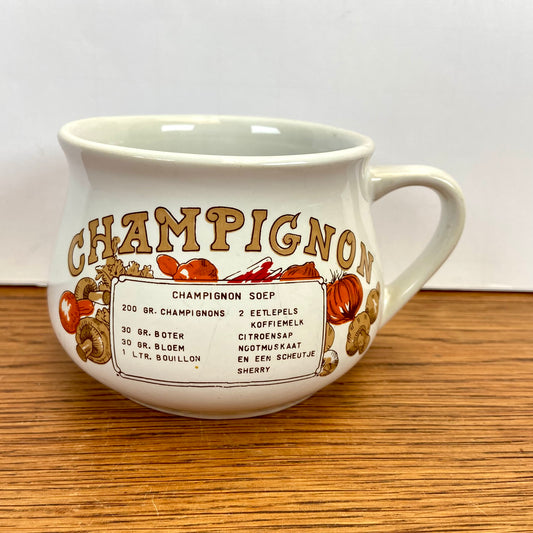 CHAMPIGNON
CHAMPIGNON SOEP
200 GR. CHAMPIGNONS
30 GR. BOTER
30 GR. BLOEM
1 LTR. BOUILLON
2 EETLEPELS
KOFFIEMELK
CITROENSAP
NOOTMUSKAAT
EN EEN SCHEUTJE
SHERRY